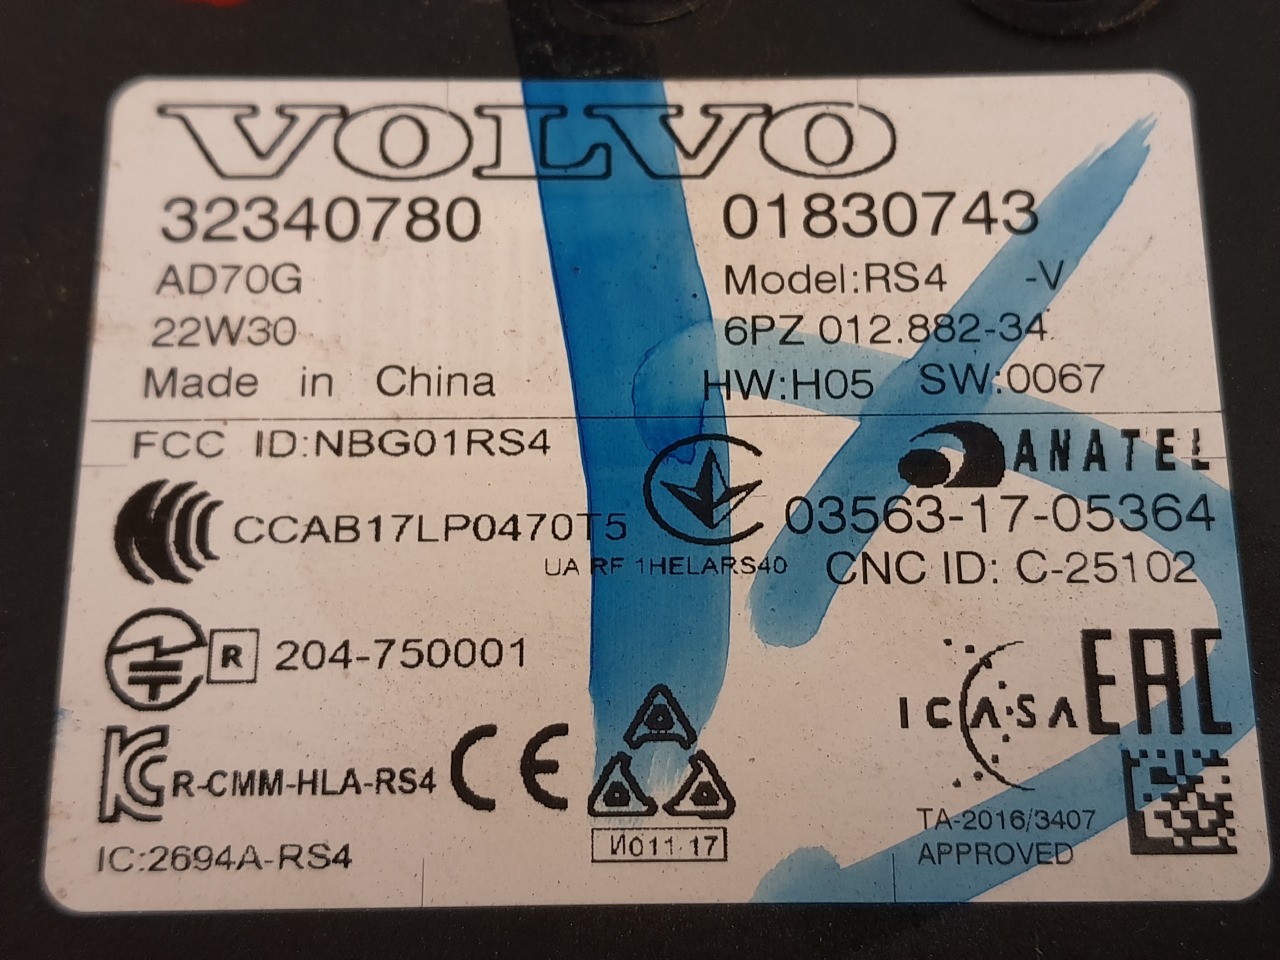 VOLVO
32340780 01830743
AD70G Model:RS4 -V
22W30 6PZ 012.882-34
Made in China HW:H05 SW:0067
FCC ID:NBG01RS4 ANATEL
CCAB17LP0470T5 03563-17-05364
UA RF 1HELARS40 CNC ID: C-25102
R 204-750001
ICASA EAC
R-CMM-HLA-RS4 CE
TA-2016/3407
И011-17
IC:2694A-RS4 APPROVED